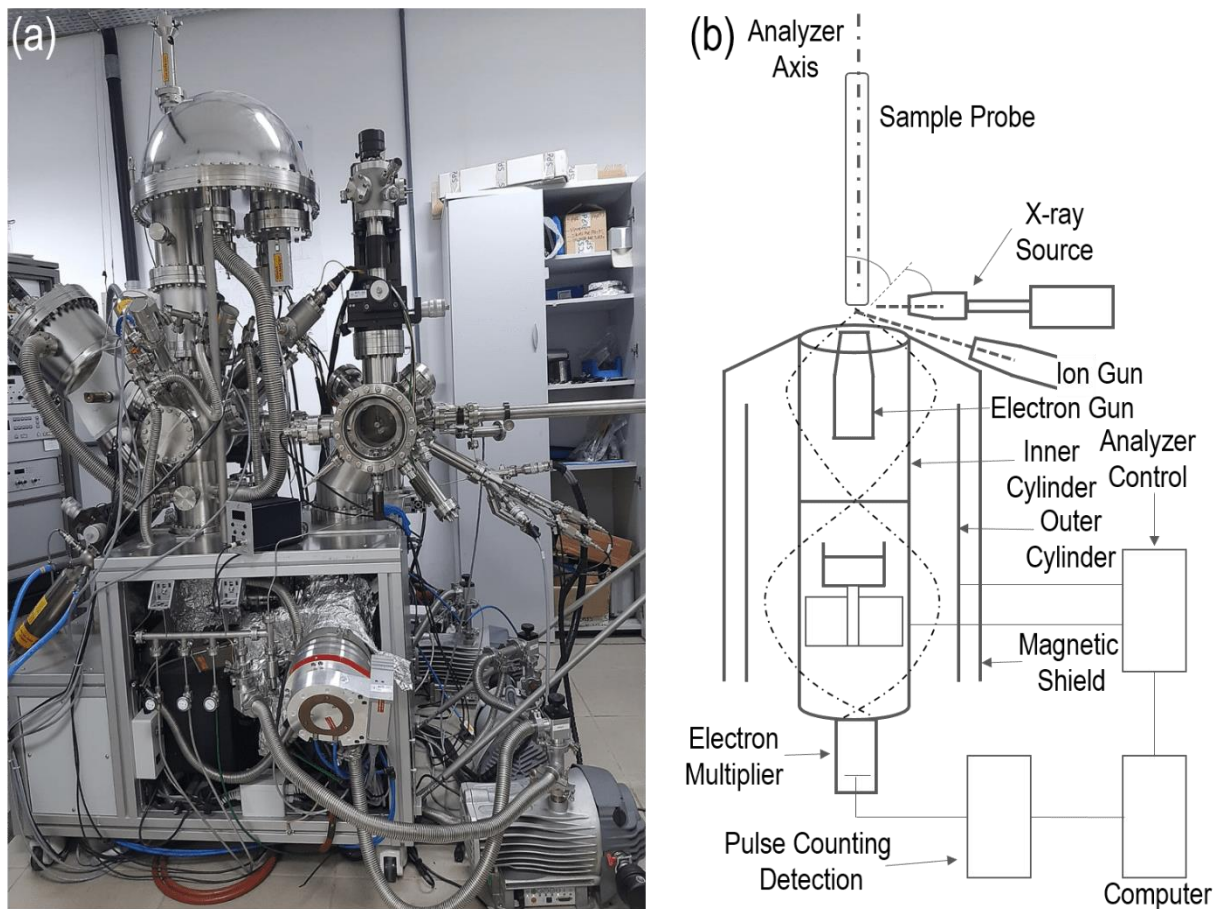 (a)
(b)
Analyzer
Axis
Sample Probe
X-ray
Source
Ion Gun
Electron Gun
Analyzer
Control
Inner
Cylinder
Outer
Cylinder
Magnetic
Shield
Electron
Multiplier
Pulse Counting
Detection
Computer